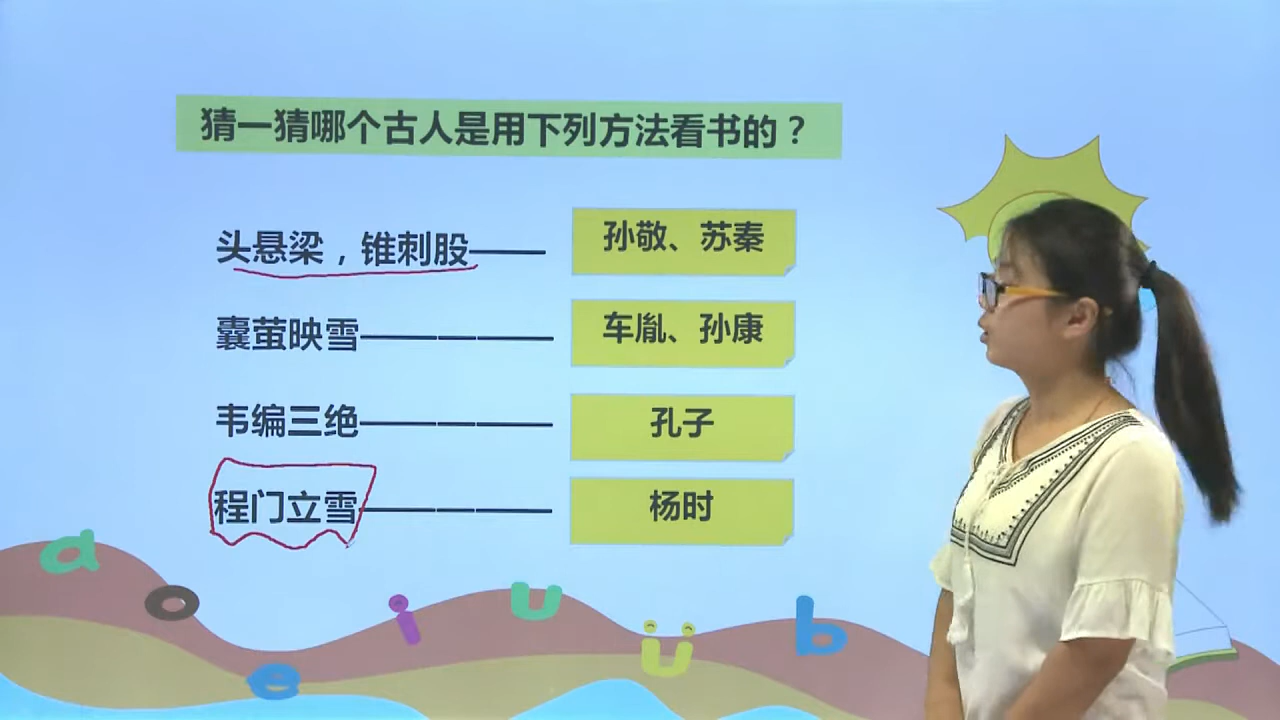 猜一猜哪个古人是用下列方法看书的？
头悬梁，锥刺股—— 孙敬、苏秦
囊萤映雪————— 车胤、孙康
韦编三绝————— 孔子
程门立雪————— 杨时
a
o
e
i
u
ü
b